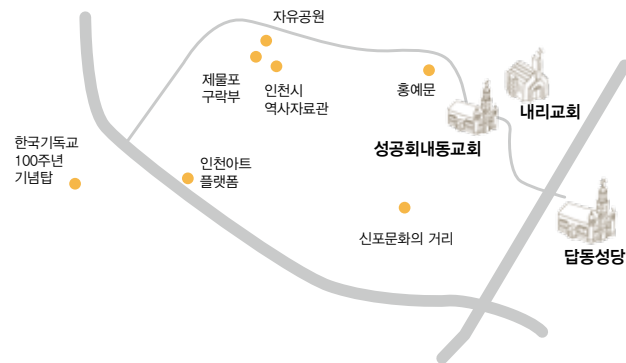 자유공원
제물포
구락부
인천시
역사자료관
홍예문
내리교회
성공회내동교회
한국기독교
100주년
기념탑
인천아트
플랫폼
신포문화의 거리
답동성당